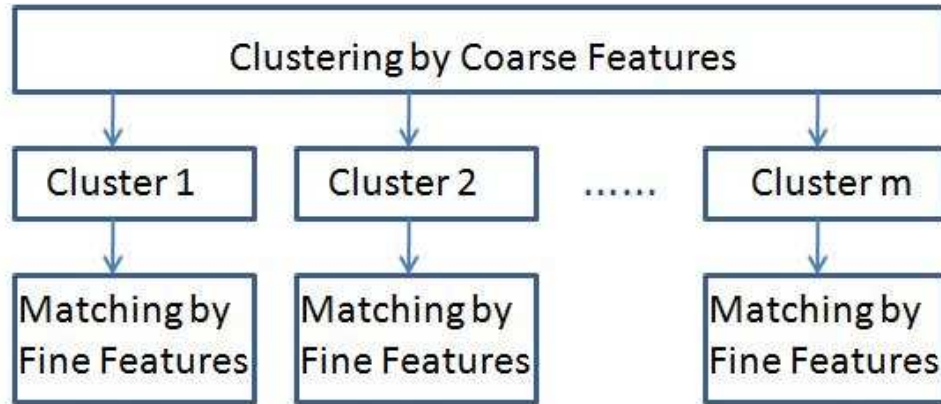 Clustering by Coarse Features
Cluster 1
Cluster 2
......
Cluster m
Matching by
Fine Features
Matching by
Fine Features
Matching by
Fine Features